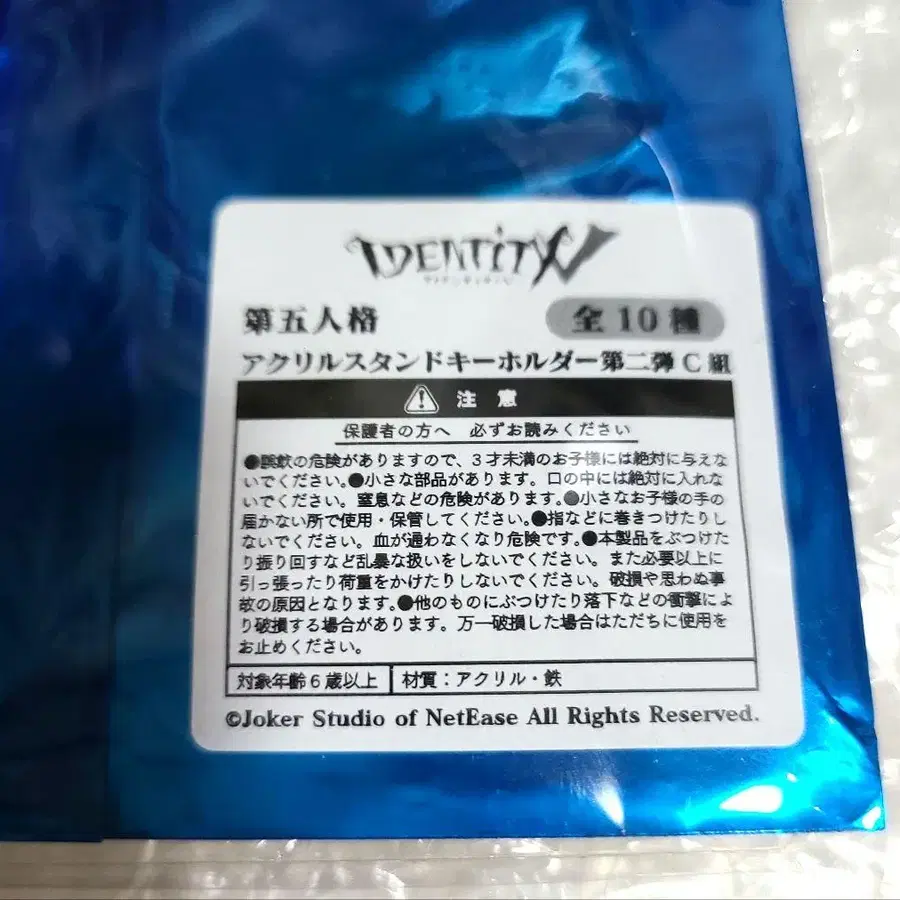 IDENTITY V
第五人格
全10種
アクリルスタンドキーホルダー第二弾C組
注意
保護者の方へ 必ずお読みください
●誤飲の危険がありますので、3才未満のお子様には絶対に与えな
いでください。●小さな部品があります。口の中には絶対に入れな
いでください。窒息などの危険があります。●小さなお子様の手の
届かない所で使用・保管してください。●指などに巻きつけたりし
ないでください。血が通わなくなり危険です。●本製品をぶつけた
り振り回すなど乱暴な扱いをしないでください。また必要以上に
引っ張ったり荷重をかけたりしないでください。破損や思わぬ事
故の原因となります。●他のものにぶつけたり落下などの衝撃によ
り破損する場合があります。万一破損した場合はただちに使用を
お止めください。
対象年齢6歳以上
材質：アクリル・鉄
©Joker Studio of NetEase All Rights Reserved.